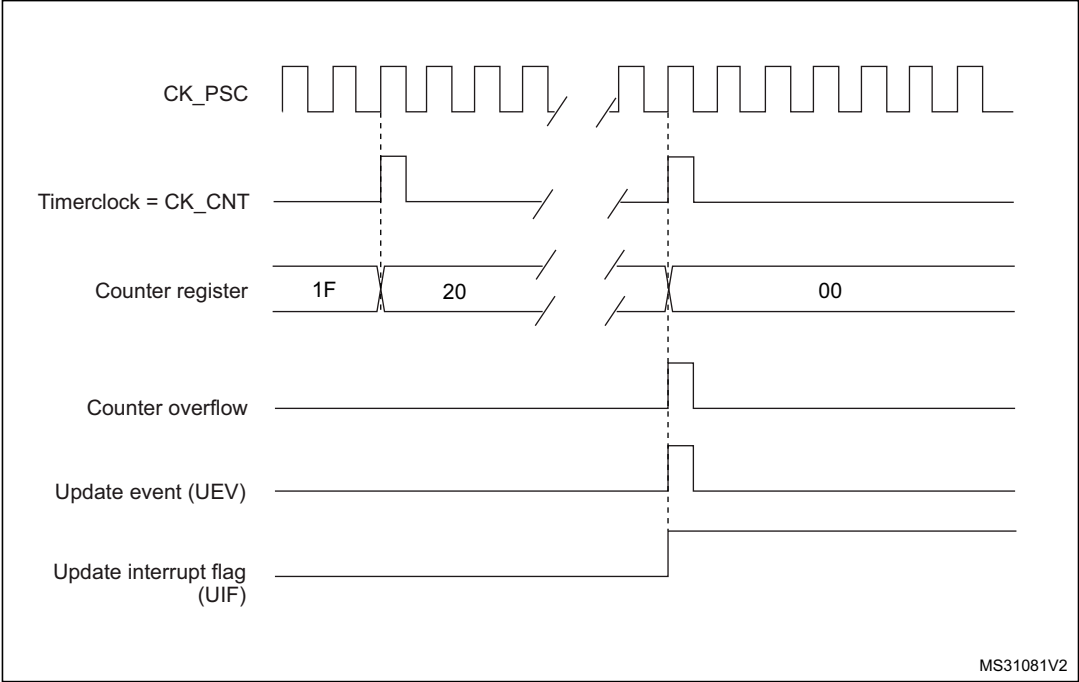 CK_PSC
Timerclock = CK_CNT
Counter register
1F
20
00
Counter overflow
Update event (UEV)
Update interrupt flag
(UIF)
MS31081V2